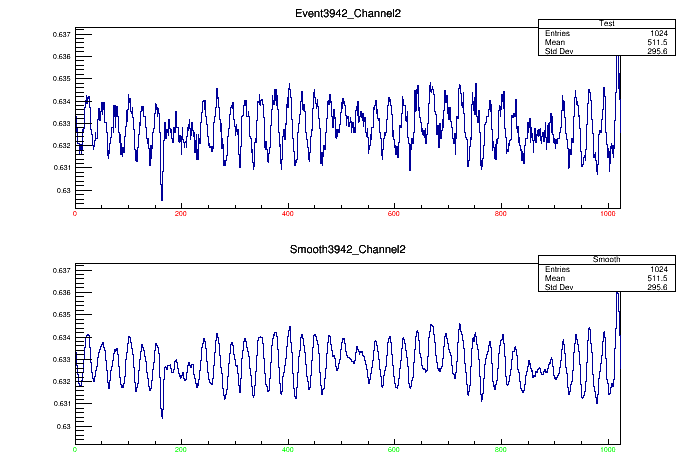 Event3942_Channel2
Test
Entries 1024
Mean 511.5
Std Dev 295.6
0.637
0.636
0.635
0.634
0.633
0.632
0.631
0.63
0 200 400 600 800 1000
Smooth3942_Channel2
Smooth
Entries 1024
Mean 511.5
Std Dev 295.6
0.637
0.636
0.635
0.634
0.633
0.632
0.631
0.63
0 200 400 600 800 1000